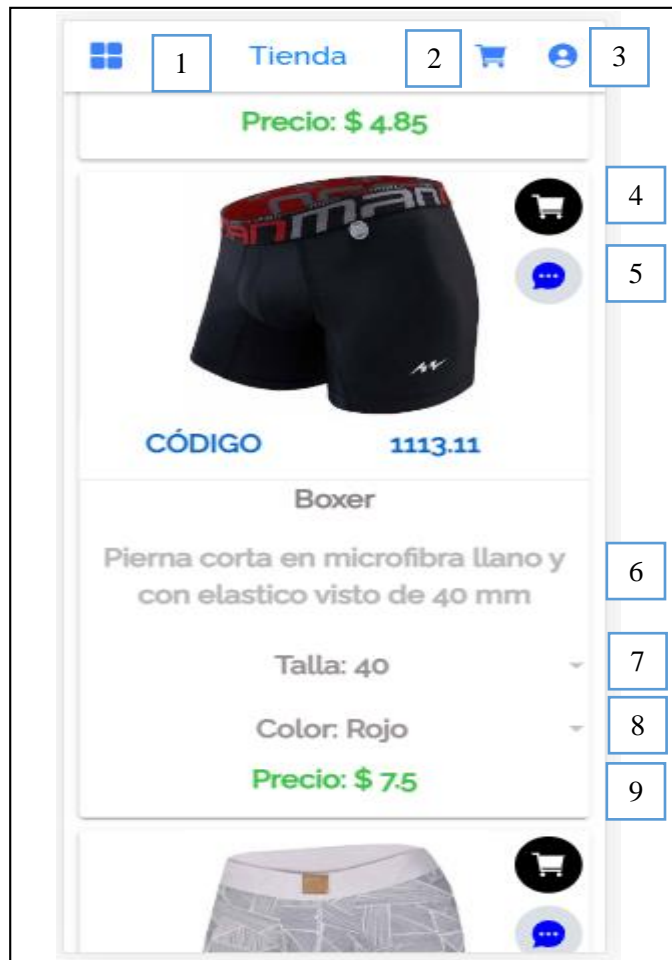 1 Tienda 2 3
Precio: $ 4.85
4
5
CÓDIGO 1113.11
Boxer
Pierna corta en microfibra llano y
con elastico visto de 40 mm
6
Talla: 40 7
Color: Rojo 8
Precio: $ 7.5 9